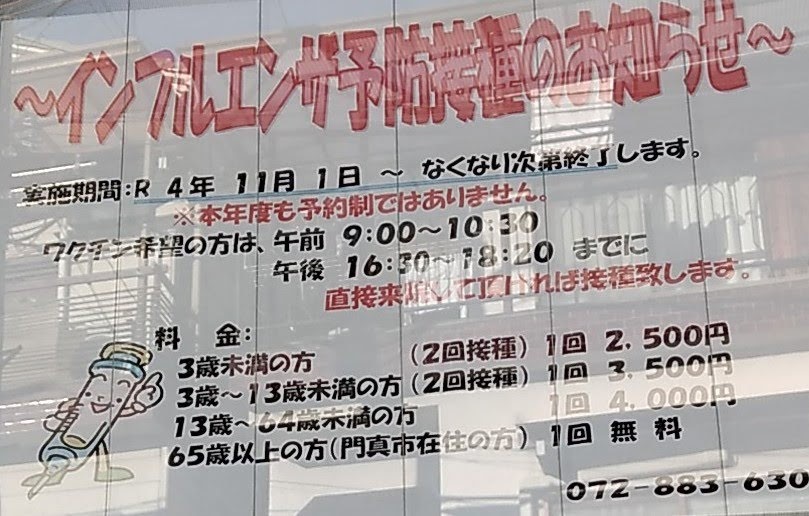 ～インフルエンザ予防接種のお知らせ～
実施期間：R 4年 11月 1日 ～ なくなり次第終了します。
※本年度も予約制ではありません。
ワクチン希望の方は、午前 9:00～10:30
午後 16:30～18:20 までに
直接来院して頂ければ接種致します。
料 金：
3歳未満の方 （2回接種） 1回 2,500円
3歳～13歳未満の方（2回接種） 1回 3,500円
13歳～64歳未満の方 1回 4,000円
65歳以上の方（門真市在住の方） 1回 無 料
072-883-630